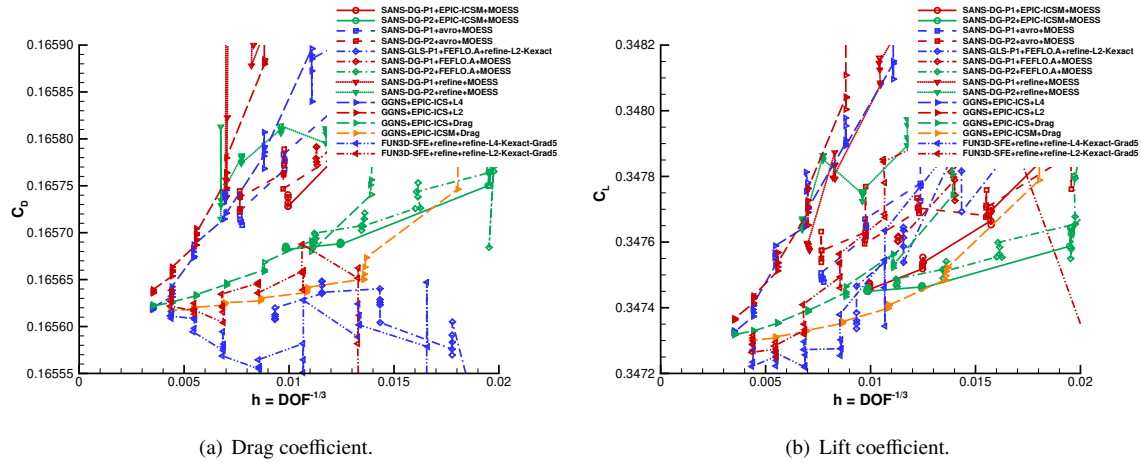 SANS-DG-P1+EPIC-ICSM+MOESS
SANS-DG-P2+EPIC-ICSM+MOESS
SANS-DG-P1+avro+MOESS
SANS-DG-P2+avro+MOESS
SANS-GLS-P1+FEFLO.A+refine-L2-Kexact
SANS-DG-P1+FEFLO.A+MOESS
SANS-DG-P2+FEFLO.A+MOESS
SANS-DG-P1+refine+MOESS
SANS-DG-P2+refine+MOESS
GGNS+EPIC-ICS+L4
GGNS+EPIC-ICS+L2
GGNS+EPIC-ICS+Drag
GGNS+EPIC-ICSM+Drag
FUN3D-SFE+refine+refine-L4-Kexact-Grad5
FUN3D-SFE+refine+refine-L2-Kexact-Grad5
0.16590
0.16585
0.16580
0.16575
0.16570
0.16565
0.16560
0.16555
C_D
0
0.005
0.01
0.015
0.02
h = DOF^-1/3
(a) Drag coefficient.
SANS-DG-P1+EPIC-ICSM+MOESS
SANS-DG-P2+EPIC-ICSM+MOESS
SANS-DG-P1+avro+MOESS
SANS-DG-P2+avro+MOESS
SANS-GLS-P1+FEFLO.A+refine-L2-Kexact
SANS-DG-P1+FEFLO.A+MOESS
SANS-DG-P2+FEFLO.A+MOESS
SANS-DG-P1+refine+MOESS
SANS-DG-P2+refine+MOESS
GGNS+EPIC-ICS+L4
GGNS+EPIC-ICS+L2
GGNS+EPIC-ICS+Drag
GGNS+EPIC-ICSM+Drag
FUN3D-SFE+refine+refine-L4-Kexact-Grad5
FUN3D-SFE+refine+refine-L2-Kexact-Grad5
0.3482
0.3480
0.3478
0.3476
0.3474
0.3472
C_L
0
0.005
0.01
0.015
0.02
h = DOF^-1/3
(b) Lift coefficient.